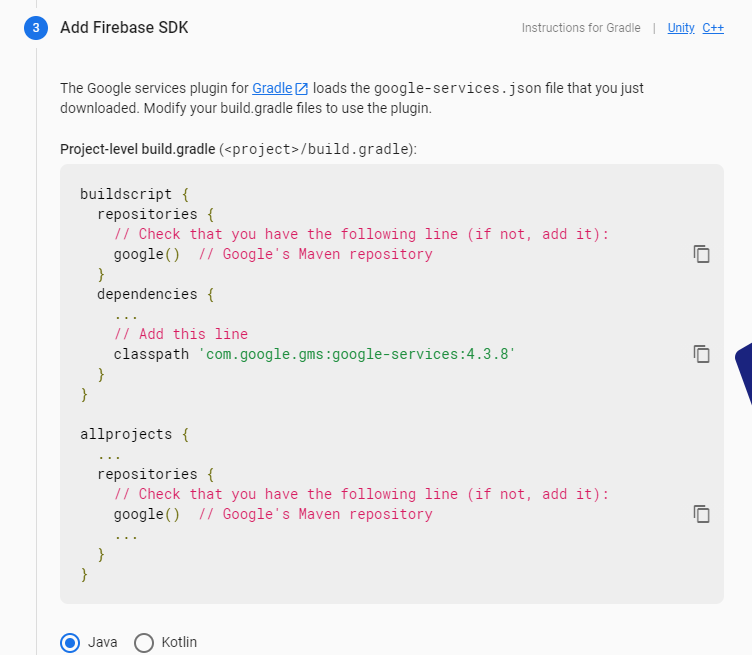 3 Add Firebase SDK Instructions for Gradle | Unity C++
The Google services plugin for Gradle loads the google-services.json file that you just
downloaded. Modify your build.gradle files to use the plugin.
Project-level build.gradle (<project>/build.gradle):
buildscript {
  repositories {
    // Check that you have the following line (if not, add it):
    google()  // Google's Maven repository
  }
  dependencies {
    ...
    // Add this line
    classpath 'com.google.gms:google-services:4.3.8'
  }
}
allprojects {
  ...
  repositories {
    // Check that you have the following line (if not, add it):
    google()  // Google's Maven repository
    ...
  }
}
Java Kotlin